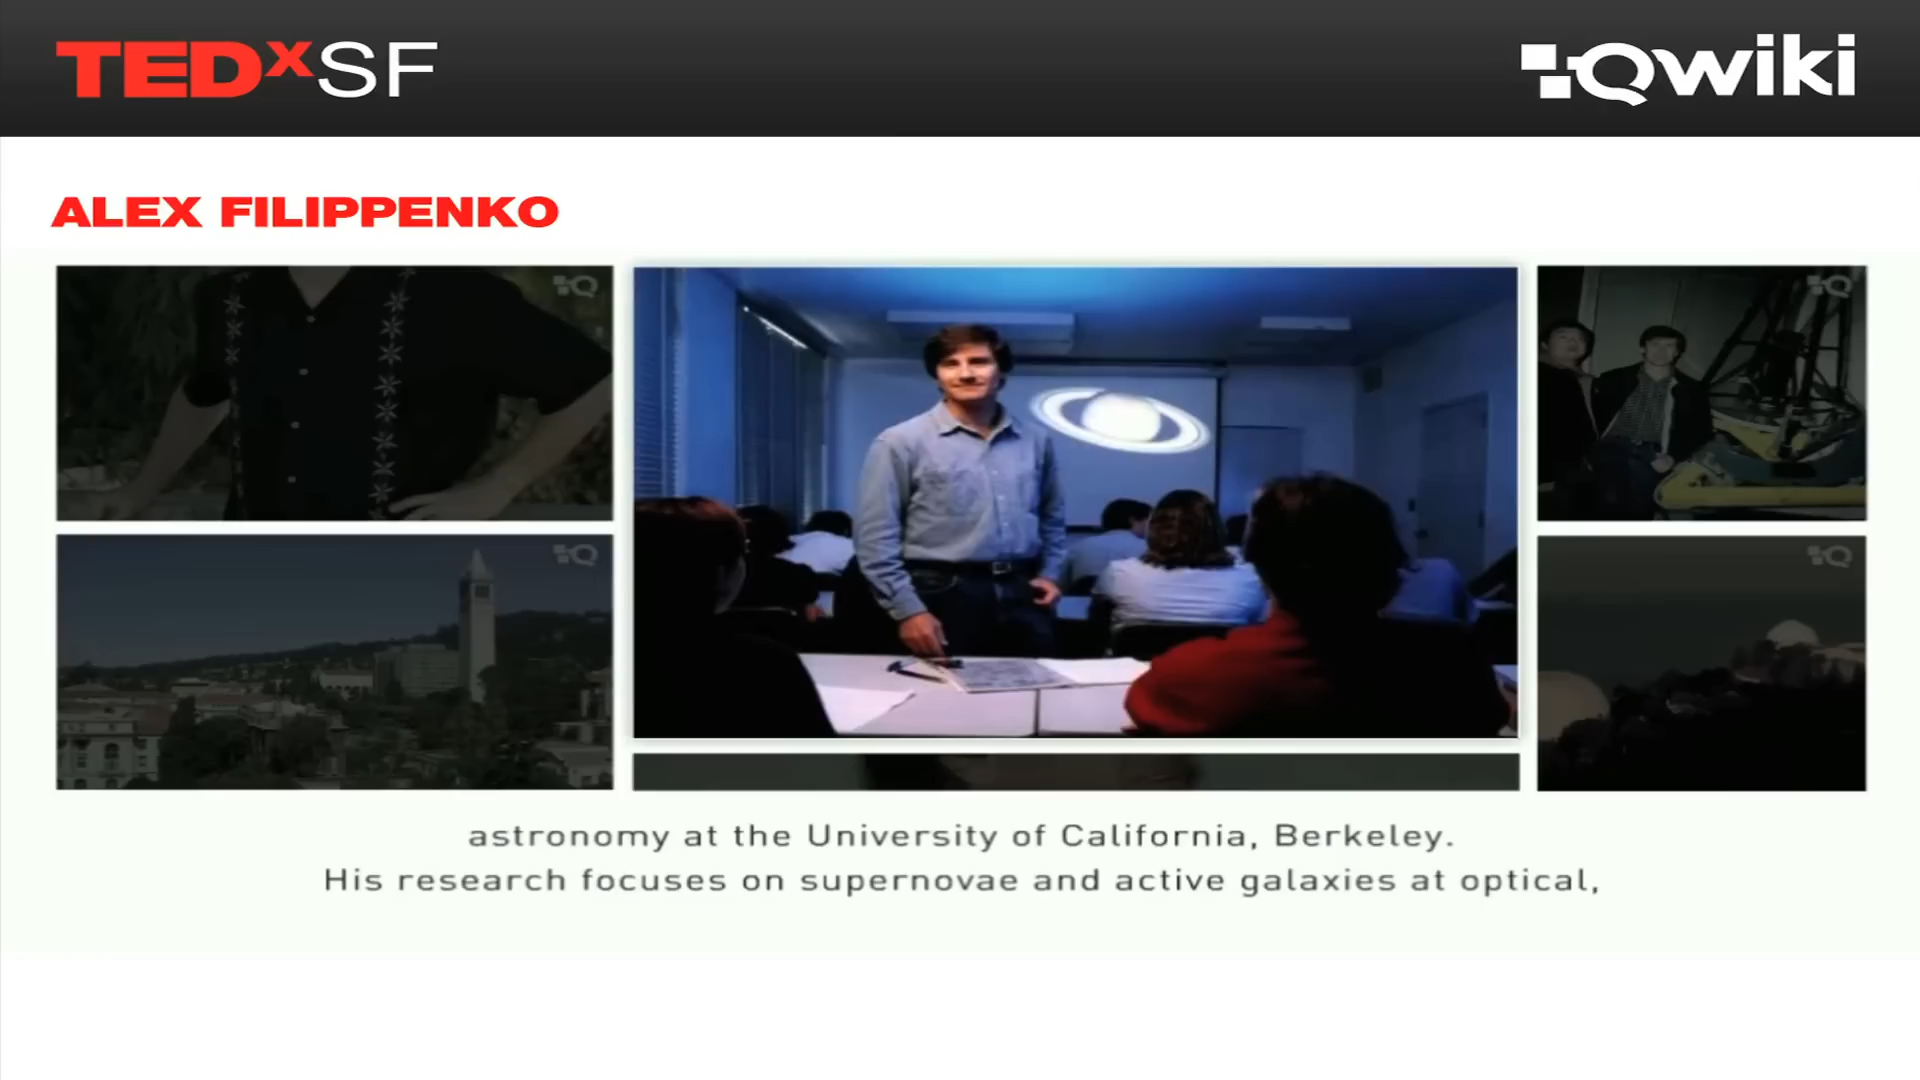 TEDxSF
Qwiki
ALEX FILIPPENKO
astronomy at the University of California, Berkeley.
His research focuses on supernovae and active galaxies at optical,